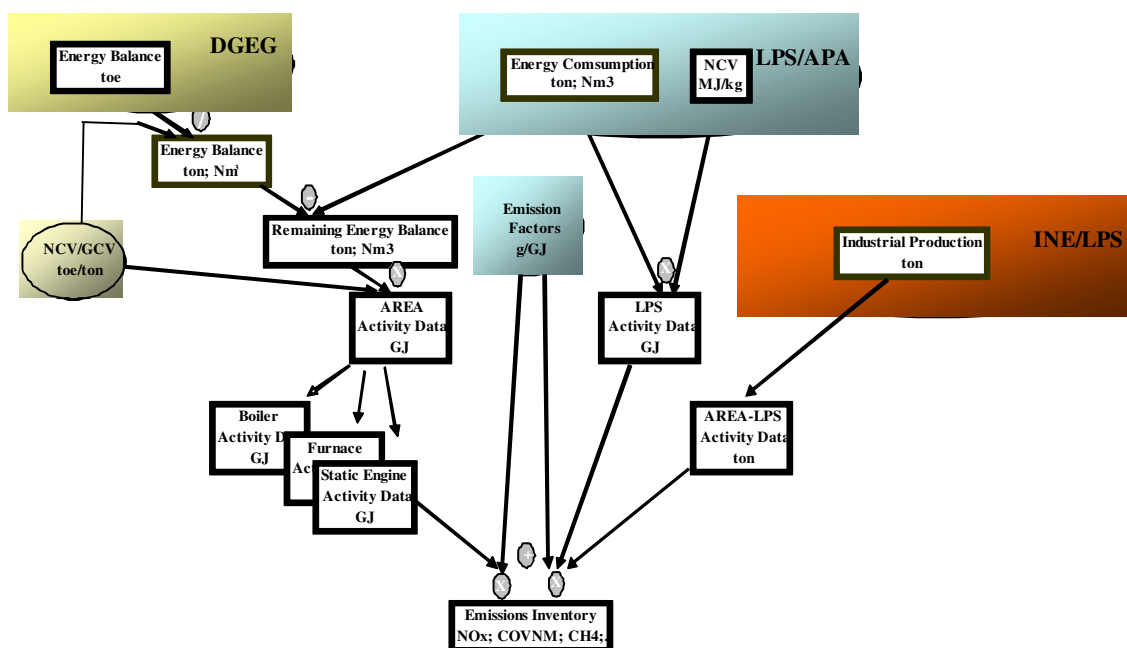 DGEG
Energy Balance
toe
LPS/APA
Energy Comsumption
ton; Nm3
NCV
MJ/kg
/
Energy Balance
ton; Nm³
-
Remaining Energy Balance
ton; Nm3
Emission
Factors
g/GJ
NCV/GCV
toe/ton
INE/LPS
Industrial Production
ton
X
X
AREA
Activity Data
GJ
LPS
Activity Data
GJ
Boiler
Activity D
GJ
Furnace
Ac
Static Engine
Activity Data
GJ
AREA-LPS
Activity Data
ton
+
X
X
Emissions Inventory
NOx; COVNM; CH4;.